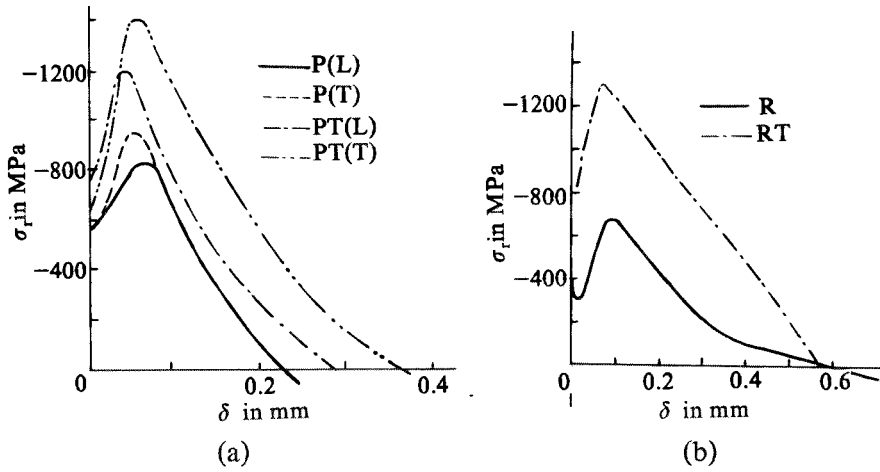 −1200
−800
−400
0
0.2
0.4
σr in MPa
δ in mm
P(L)
P(T)
PT(L)
PT(T)
(a)
−1200
−800
−400
0
0.2
0.4
0.6
σr in MPa
δ in mm
R
RT
(b)